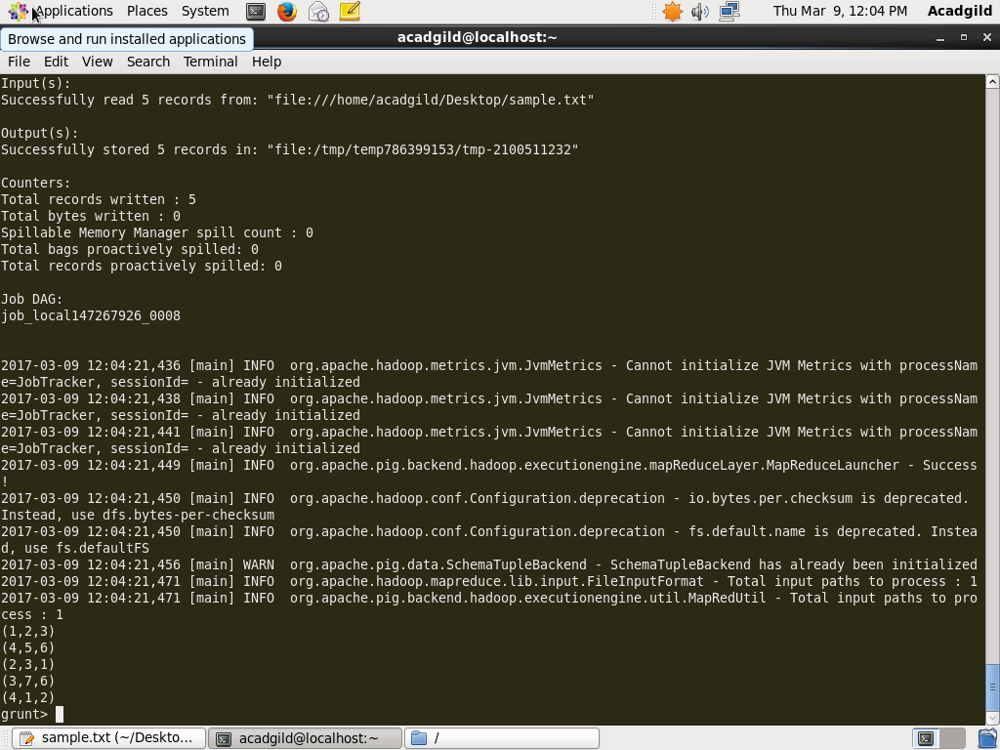 Applications Places System Thu Mar 9, 12:04 PM Acadgild
Browse and run installed applications
acadgild@localhost:~
File Edit View Search Terminal Help
Input(s):
Successfully read 5 records from: "file:///home/acadgild/Desktop/sample.txt"
Output(s):
Successfully stored 5 records in: "file:/tmp/temp786399153/tmp-2100511232"
Counters:
Total records written : 5
Total bytes written : 0
Spillable Memory Manager spill count : 0
Total bags proactively spilled: 0
Total records proactively spilled: 0
Job DAG:
job_local147267926_0008
2017-03-09 12:04:21,436 [main] INFO  org.apache.hadoop.metrics.jvm.JvmMetrics - Cannot initialize JVM Metrics with processNam
e=JobTracker, sessionId= - already initialized
2017-03-09 12:04:21,438 [main] INFO  org.apache.hadoop.metrics.jvm.JvmMetrics - Cannot initialize JVM Metrics with processNam
e=JobTracker, sessionId= - already initialized
2017-03-09 12:04:21,441 [main] INFO  org.apache.hadoop.metrics.jvm.JvmMetrics - Cannot initialize JVM Metrics with processNam
e=JobTracker, sessionId= - already initialized
2017-03-09 12:04:21,449 [main] INFO  org.apache.pig.backend.hadoop.executionengine.mapReduceLayer.MapReduceLauncher - Success
!
2017-03-09 12:04:21,450 [main] INFO  org.apache.hadoop.conf.Configuration.deprecation - io.bytes.per.checksum is deprecated.
Instead, use dfs.bytes-per-checksum
2017-03-09 12:04:21,450 [main] INFO  org.apache.hadoop.conf.Configuration.deprecation - fs.default.name is deprecated. Instea
d, use fs.defaultFS
2017-03-09 12:04:21,456 [main] WARN  org.apache.pig.data.SchemaTupleBackend - SchemaTupleBackend has already been initialized
2017-03-09 12:04:21,471 [main] INFO  org.apache.hadoop.mapreduce.lib.input.FileInputFormat - Total input paths to process : 1
2017-03-09 12:04:21,471 [main] INFO  org.apache.pig.backend.hadoop.executionengine.util.MapRedUtil - Total input paths to pro
cess : 1
(1,2,3)
(4,5,6)
(2,3,1)
(3,7,6)
(4,1,2)
grunt>
sample.txt (~/Deskto... acadgild@localhost:~ /